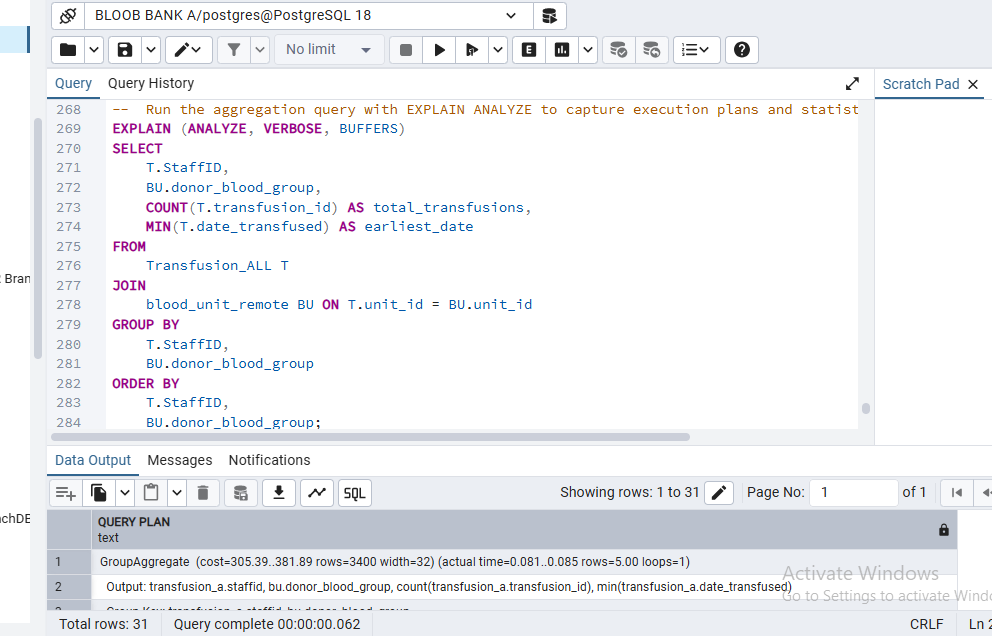 BLOOB BANK A/postgres@PostgreSQL 18
No limit
E
Query
Query History
Scratch Pad
268 -- Run the aggregation query with EXPLAIN ANALYZE to capture execution plans and statist
269 EXPLAIN (ANALYZE, VERBOSE, BUFFERS)
270 SELECT
271 T.StaffID,
272 BU.donor_blood_group,
273 COUNT(T.transfusion_id) AS total_transfusions,
274 MIN(T.date_transfused) AS earliest_date
275 FROM
276 Transfusion_ALL T
Bran
277 JOIN
278 blood_unit_remote BU ON T.unit_id = BU.unit_id
279 GROUP BY
280 T.StaffID,
281 BU.donor_blood_group
282 ORDER BY
283 T.StaffID,
284 BU.donor_blood_group;
Data Output
Messages
Notifications
SQL
Showing rows: 1 to 31
Page No:
1
of 1
achDE
QUERY PLAN
text
1 GroupAggregate (cost=305.39..381.89 rows=3400 width=32) (actual time=0.081..0.085 rows=5.00 loops=1)
2 Output: transfusion_a.staffid, bu.donor_blood_group, count(transfusion_a.transfusion_id), min(transfusion_a.date_transfused)
3 Group Key: transfusion_a.staffid, bu.donor_blood_group
Activate Windows
Go to Settings to activate Windo
Total rows: 31
Query complete 00:00:00.062
CRLF
Ln 2